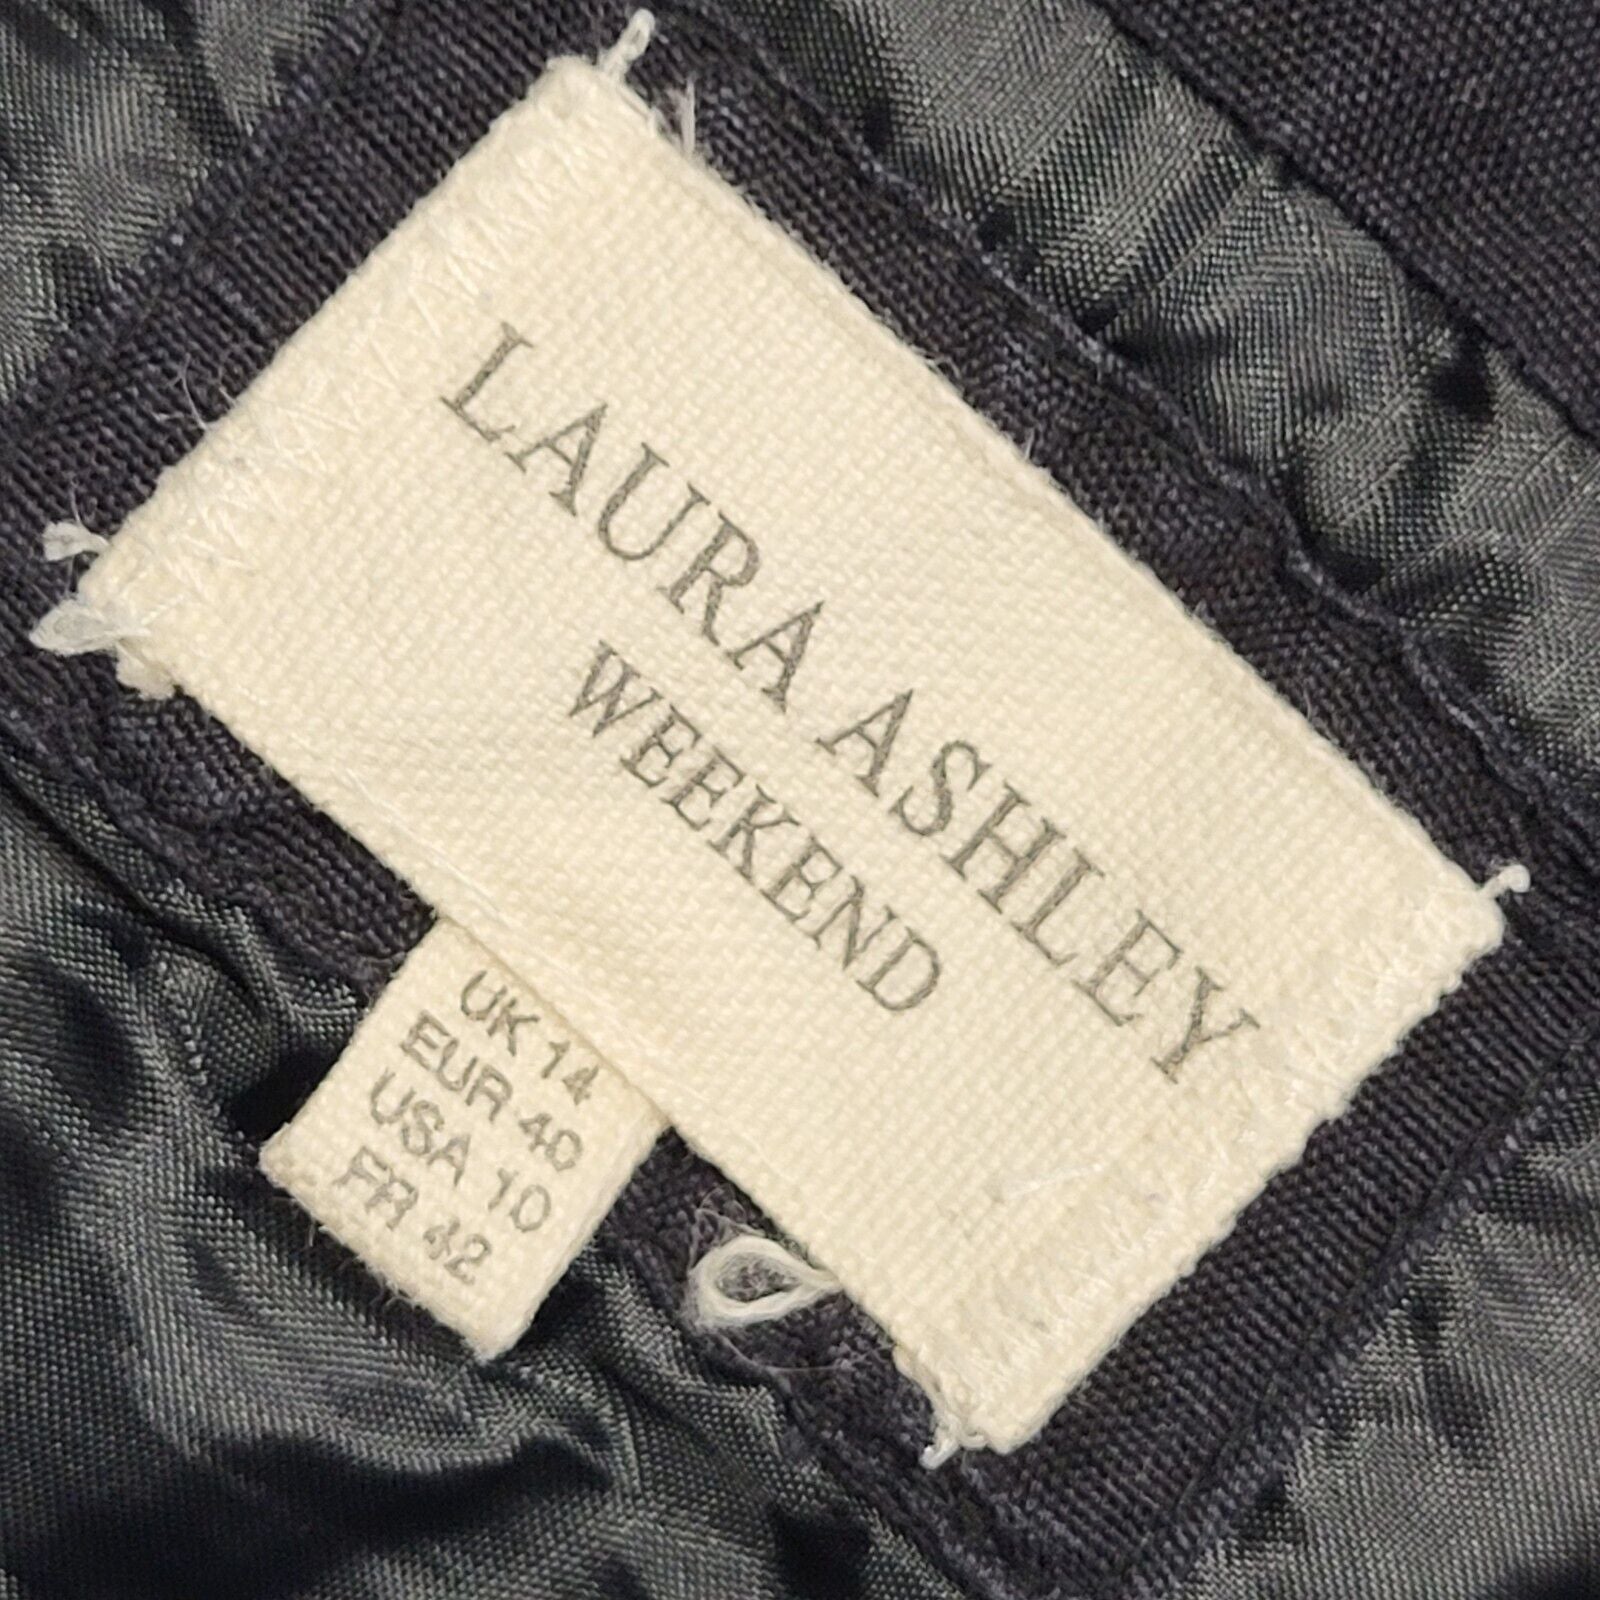 LAURA ASHLEY
WEEKEND
UK 14
EUR 40
USA 10
FR 42